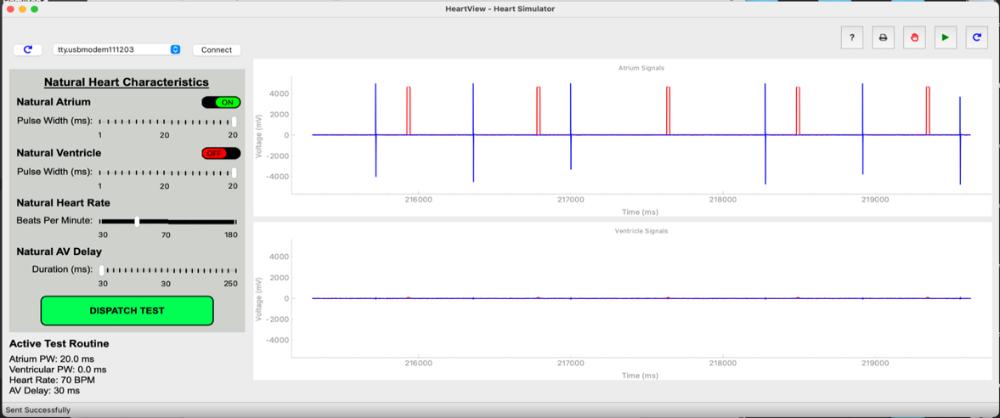 HeartView - Heart Simulator
tty.usbmodem111203
Connect
?
Natural Heart Characteristics
Natural Atrium
ON
Pulse Width (ms):
1 20 20
Natural Ventricle
OFF
Pulse Width (ms):
1 20 20
Natural Heart Rate
Beats Per Minute:
30 70 180
Natural AV Delay
Duration (ms):
30 30 250
DISPATCH TEST
Active Test Routine
Atrium PW: 20.0 ms
Ventricular PW: 0.0 ms
Heart Rate: 70 BPM
AV Delay: 30 ms
Sent Successfully
Atrium Signals
Voltage (mV)
4000
2000
0
-2000
-4000
216000 217000 218000 219000
Time (ms)
Ventricle Signals
Voltage (mV)
4000
2000
0
-2000
-4000
216000 217000 218000 219000
Time (ms)